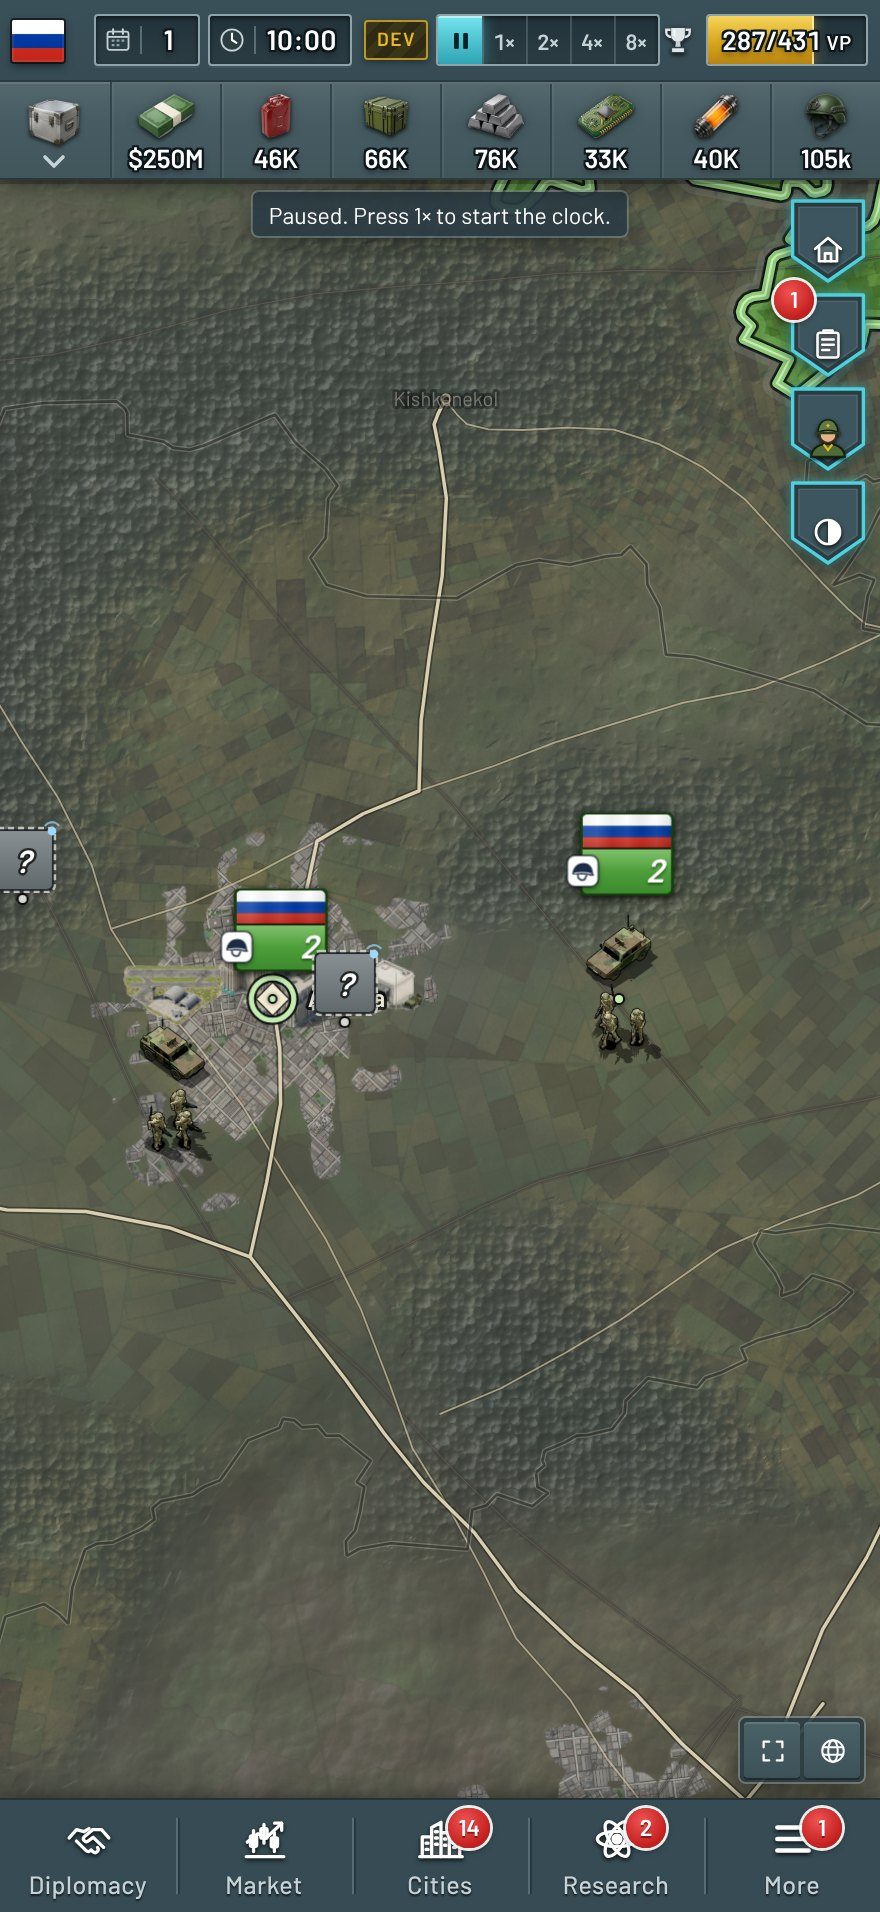 1
10:00
DEV
1×
2×
4×
8×
287/431 VP
$250M
46K
66K
76K
33K
40K
105k
Paused. Press 1× to start the clock.
1
Kishkenekol
2
?
2
?
14
2
1
Diplomacy
Market
Cities
Research
More